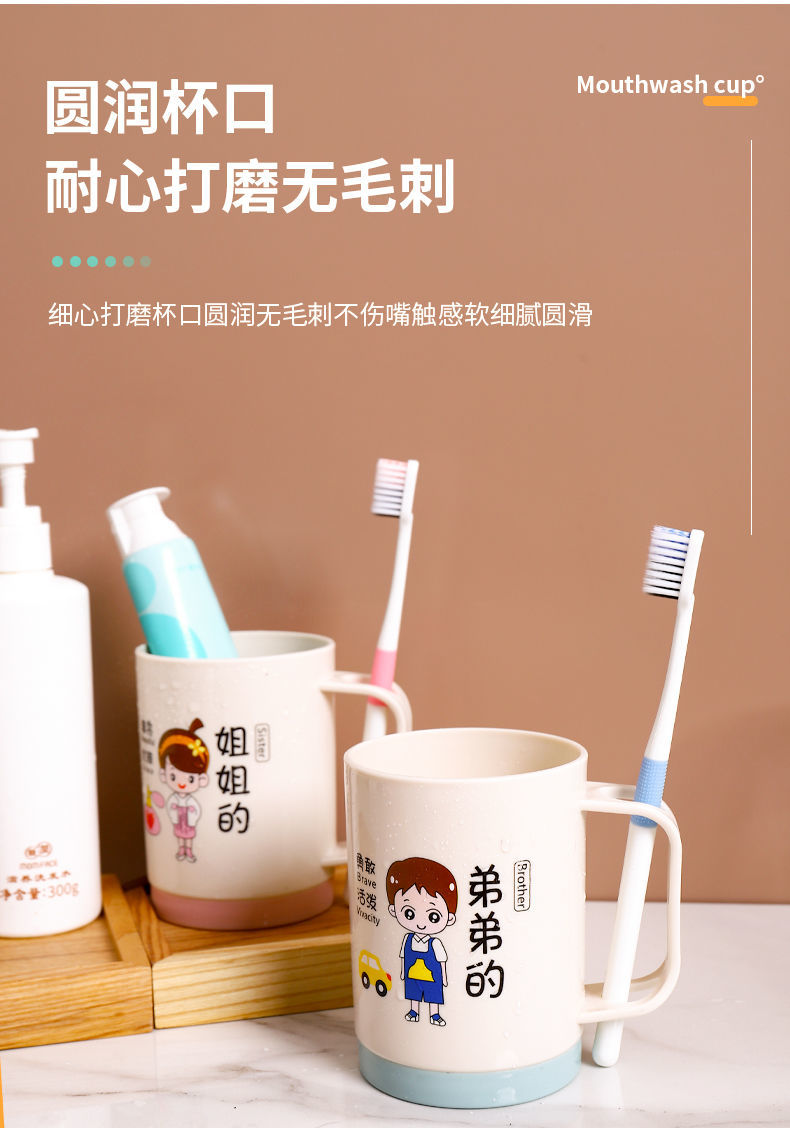 圆润杯口
耐心打磨无毛刺
Mouthwash cup°
细心打磨杯口圆润无毛刺不伤嘴触感软细腻圆滑
姐姐的
Sister
勇敢
Brave
活泼
Vivacity
弟弟的
Brother
净含量:300g